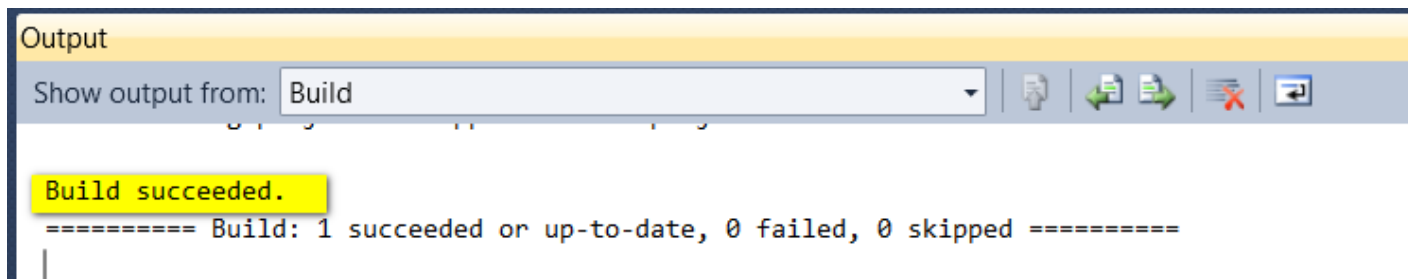 Output
Show output from: Build
Build succeeded.
========== Build: 1 succeeded or up-to-date, 0 failed, 0 skipped ==========